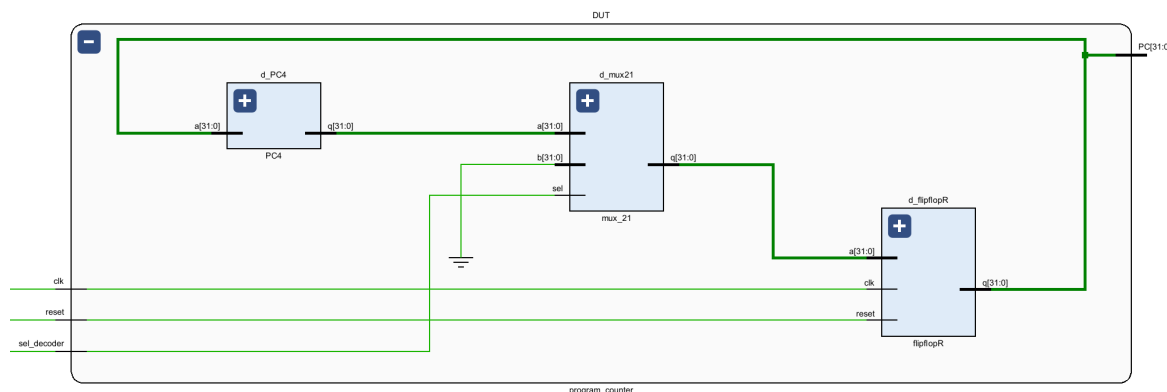 DUT
PC[31:0
d_PC4
a[31:0]
q[31:0]
PC4
d_mux21
a[31:0]
b[31:0]
sel
q[31:0]
mux_21
d_flipflopR
a[31:0]
clk
reset
q[31:0]
flipflopR
clk
reset
sel_decoder
program_counter